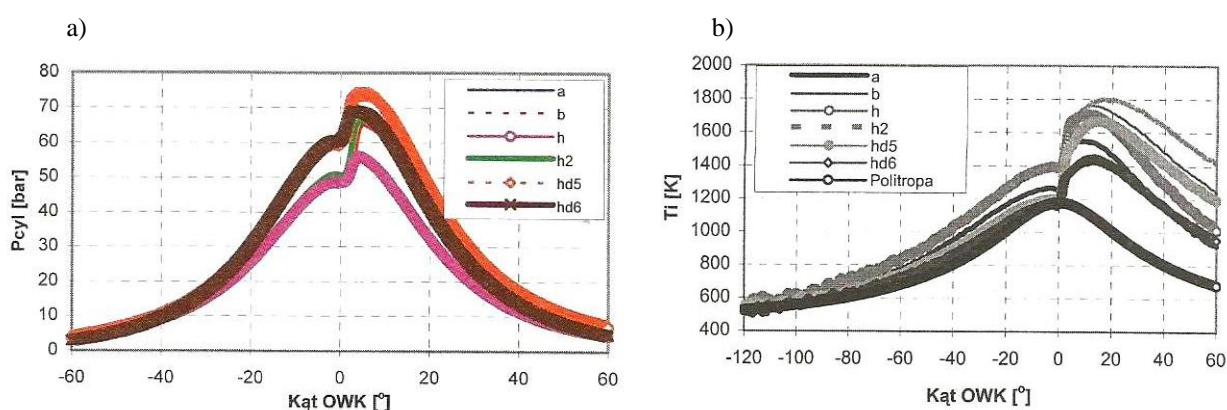 a)
80
70
60
50
40
30
20
10
0
Pcyl [bar]
-60 -40 -20 0 20 40 60
Kąt OWK [°]
a
b
h
h2
hd5
hd6
b)
2000
1800
1600
1400
1200
1000
800
600
400
Ti [K]
-120 -100 -80 -60 -40 -20 0 20 40 60
Kąt OWK [°]
a
b
h
h2
hd5
hd6
Politropa